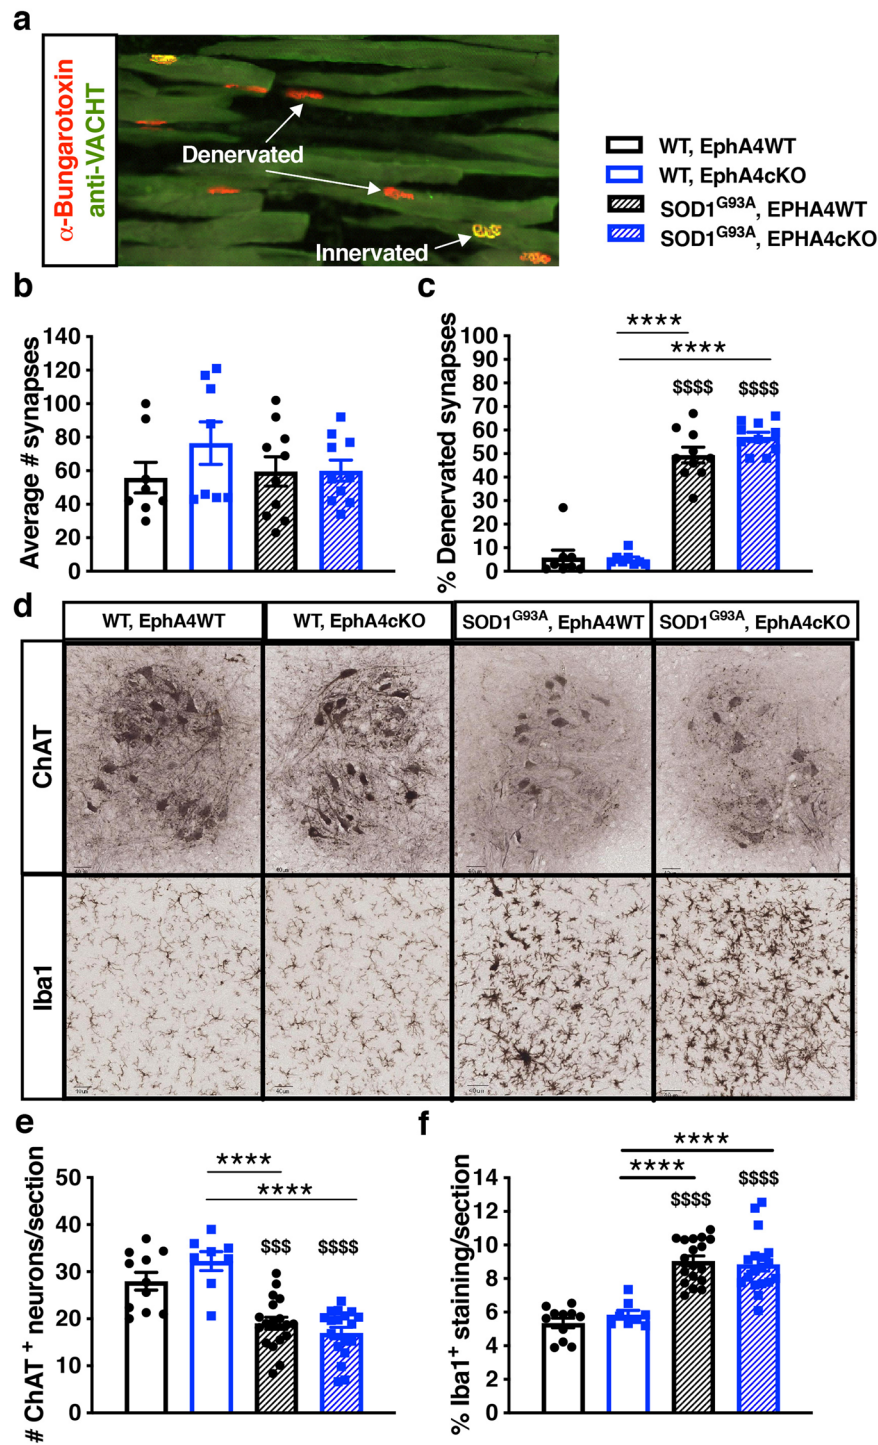 a
α-Bungarotoxin
anti-VACHT
Denervated
Innervated
WT, EphA4WT
WT, EphA4cKO
SOD1G93A, EPHA4WT
SOD1G93A, EPHA4cKO
b
Average # synapses
140
120
100
80
60
40
20
0
c
% Denervated synapses
100
90
80
70
60
50
40
30
20
10
0
****
****
$$$$
$$$$
d
WT, EphA4WT
WT, EphA4cKO
SOD1G93A, EphA4WT
SOD1G93A, EphA4cKO
ChAT
Iba1
e
# ChAT + neurons/section
50
40
30
20
10
0
****
****
$$$
$$$$
f
% Iba1+ staining/section
14
12
10
8
6
4
2
0
****
****
$$$$
$$$$